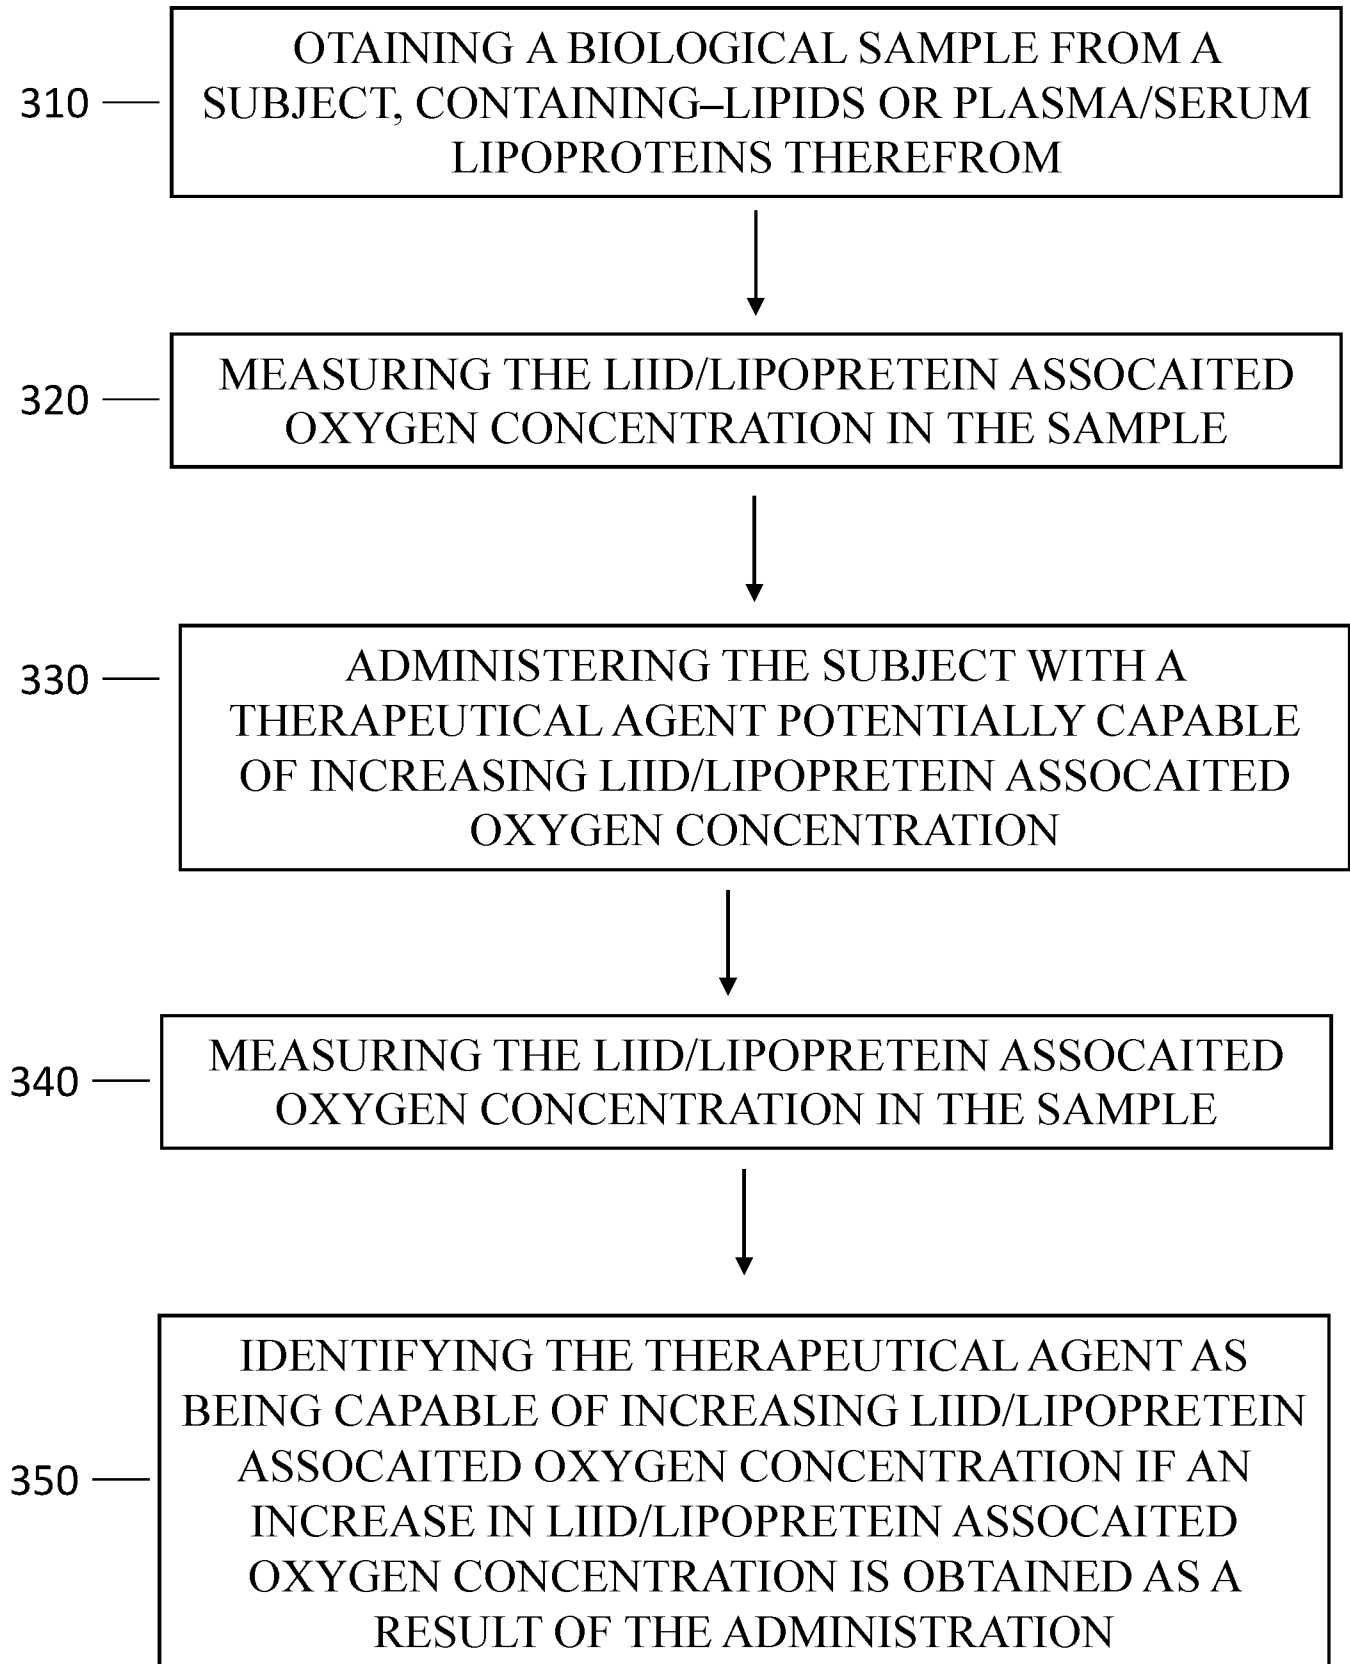 310
OTAINING A BIOLOGICAL SAMPLE FROM A
SUBJECT, CONTAINING–LIPIDS OR PLASMA/SERUM
LIPOPROTEINS THEREFROM
320
MEASURING THE LIID/LIPOPRETEIN ASSOCAITED
OXYGEN CONCENTRATION IN THE SAMPLE
330
ADMINISTERING THE SUBJECT WITH A
THERAPEUTICAL AGENT POTENTIALLY CAPABLE
OF INCREASING LIID/LIPOPRETEIN ASSOCAITED
OXYGEN CONCENTRATION
340
MEASURING THE LIID/LIPOPRETEIN ASSOCAITED
OXYGEN CONCENTRATION IN THE SAMPLE
350
IDENTIFYING THE THERAPEUTICAL AGENT AS
BEING CAPABLE OF INCREASING LIID/LIPOPRETEIN
ASSOCAITED OXYGEN CONCENTRATION IF AN
INCREASE IN LIID/LIPOPRETEIN ASSOCAITED
OXYGEN CONCENTRATION IS OBTAINED AS A
RESULT OF THE ADMINISTRATION